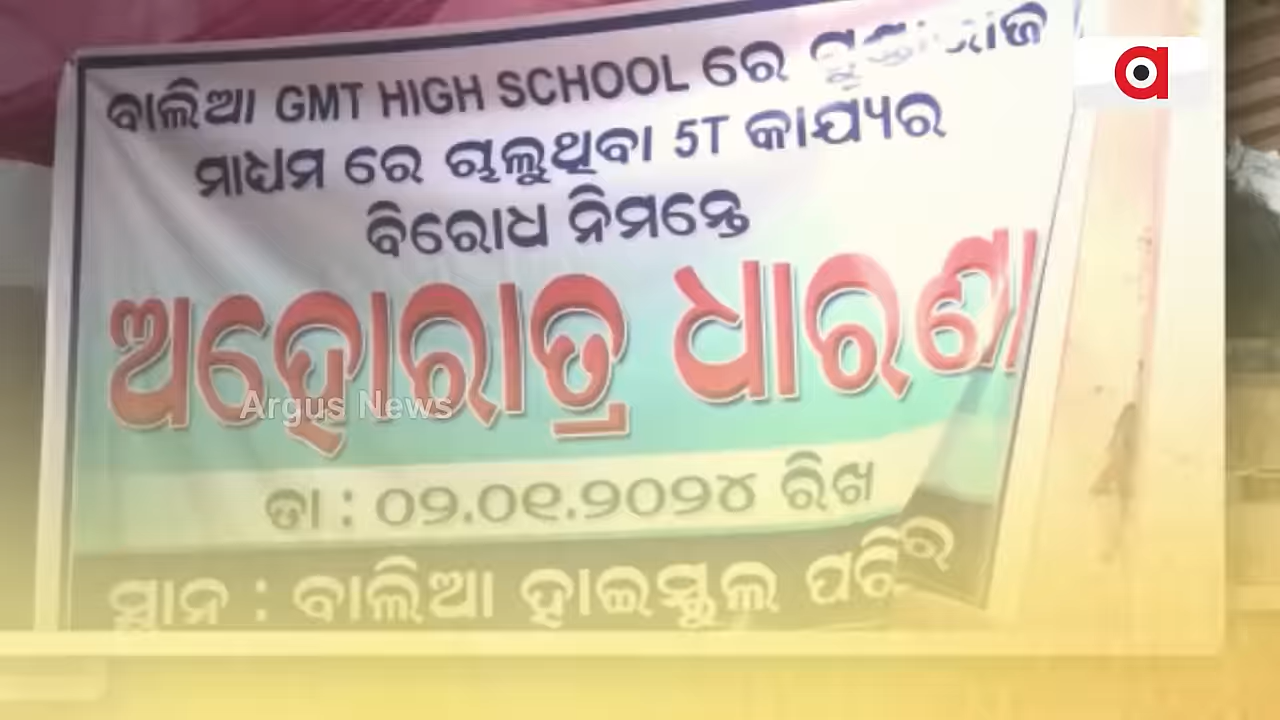 ବାଲିଆ GMT HIGH SCHOOL ରେ
ମାଧ୍ୟମ ରେ ଚାଲୁଥିବା 5T କାର୍ଯ୍ୟର
ବିରୋଧ ନିମନ୍ତେ
ଅହୋରାତ୍ର ଧାରଣା
Argus News
ତା : ୦୨.୦୧.୨୦୨୪ ରିଖ
ସ୍ଥାନ : ବାଲିଆ ହାଇସ୍କୁଲ